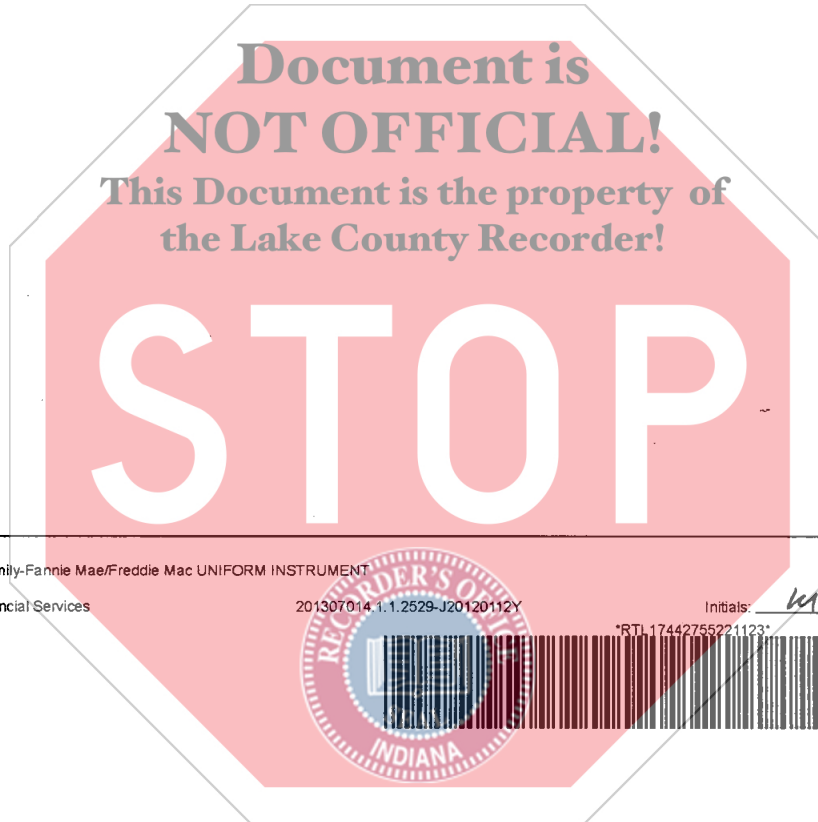 Document is
NOT OFFICIAL!
This Document is the property of
the Lake County Recorder!
STOP
nily-Fannie Mae/Freddie Mac UNIFORM INSTRUMENT
ncial Services 201307014.1.1.2529-J20120112Y Initials:
*RTL17442755221123*
RECORDER'S OFFICE
SEAL
INDIANA